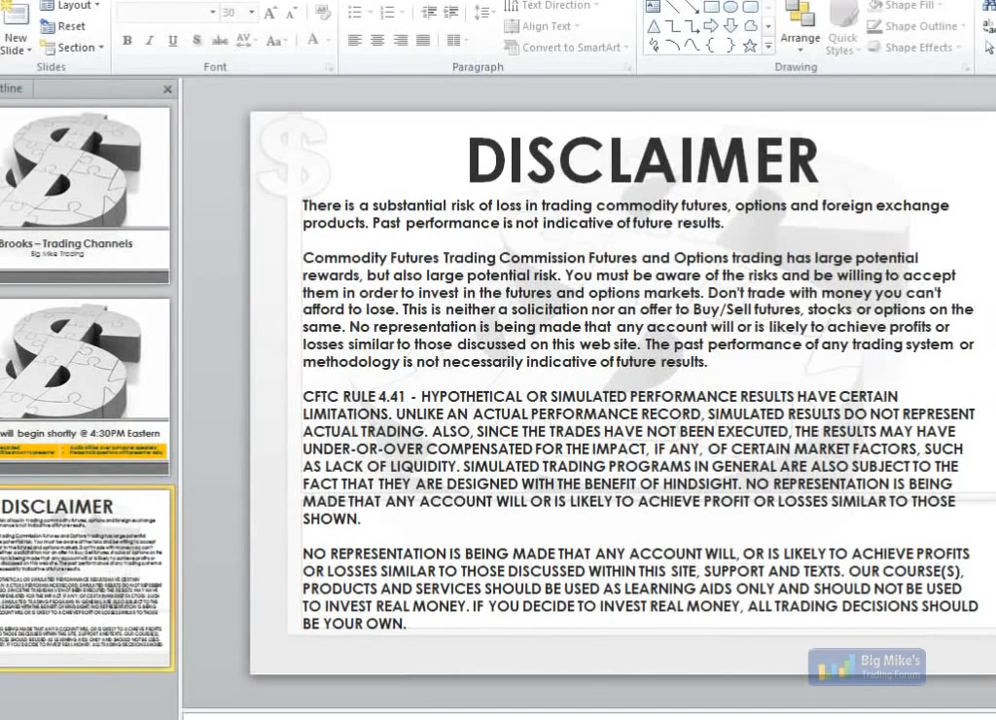 Layout
Reset
New
Slide
Section
Slides
30
Font
Paragraph
Text Direction
Align Text
Convert to SmartArt
Arrange
Quick
Styles
Shape Fill
Shape Outline
Shape Effects
Drawing
Brooks – Trading Channels
Big Mike Trading
will begin shortly @ 4:30PM Eastern
DISCLAIMER
DISCLAIMER
There is a substantial risk of loss in trading commodity futures, options and foreign exchange
products. Past performance is not indicative of future results.
Commodity Futures Trading Commission Futures and Options trading has large potential
rewards, but also large potential risk. You must be aware of the risks and be willing to accept
them in order to invest in the futures and options markets. Don't trade with money you can't
afford to lose. This is neither a solicitation nor an offer to Buy/Sell futures, stocks or options on the
same. No representation is being made that any account will or is likely to achieve profits or
losses similar to those discussed on this web site. The past performance of any trading system or
methodology is not necessarily indicative of future results.
CFTC RULE 4.41 - HYPOTHETICAL OR SIMULATED PERFORMANCE RESULTS HAVE CERTAIN
LIMITATIONS. UNLIKE AN ACTUAL PERFORMANCE RECORD, SIMULATED RESULTS DO NOT REPRESENT
ACTUAL TRADING. ALSO, SINCE THE TRADES HAVE NOT BEEN EXECUTED, THE RESULTS MAY HAVE
UNDER-OR-OVER COMPENSATED FOR THE IMPACT, IF ANY, OF CERTAIN MARKET FACTORS, SUCH
AS LACK OF LIQUIDITY. SIMULATED TRADING PROGRAMS IN GENERAL ARE ALSO SUBJECT TO THE
FACT THAT THEY ARE DESIGNED WITH THE BENEFIT OF HINDSIGHT. NO REPRESENTATION IS BEING
MADE THAT ANY ACCOUNT WILL OR IS LIKELY TO ACHIEVE PROFIT OR LOSSES SIMILAR TO THOSE
SHOWN.
NO REPRESENTATION IS BEING MADE THAT ANY ACCOUNT WILL, OR IS LIKELY TO ACHIEVE PROFITS
OR LOSSES SIMILAR TO THOSE DISCUSSED WITHIN THIS SITE, SUPPORT AND TEXTS. OUR COURSE(S),
PRODUCTS AND SERVICES SHOULD BE USED AS LEARNING AIDS ONLY AND SHOULD NOT BE USED
TO INVEST REAL MONEY. IF YOU DECIDE TO INVEST REAL MONEY, ALL TRADING DECISIONS SHOULD
BE YOUR OWN.
Big Mike's
Trading Forum